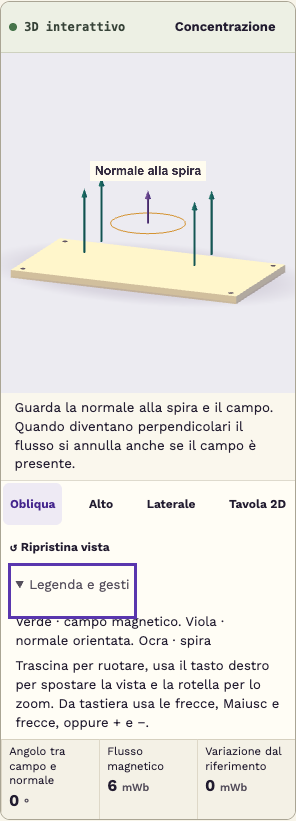 3D interattivo
Concentrazione
Normale alla spira
Guarda la normale alla spira e il campo.
Quando diventano perpendicolari il
flusso si annulla anche se il campo è
presente.
Obliqua
Alto
Laterale
Tavola 2D
↺ Ripristina vista
▼ Legenda e gesti
Verde · campo magnetico. Viola ·
normale orientata. Ocra · spira
Trascina per ruotare, usa il tasto destro
per spostare la vista e la rotella per lo
zoom. Da tastiera usa le frecce, Maiusc e
frecce, oppure + e −.
Angolo tra
campo e
normale
0 °
Flusso
magnetico
6 mWb
Variazione dal
riferimento
0 mWb